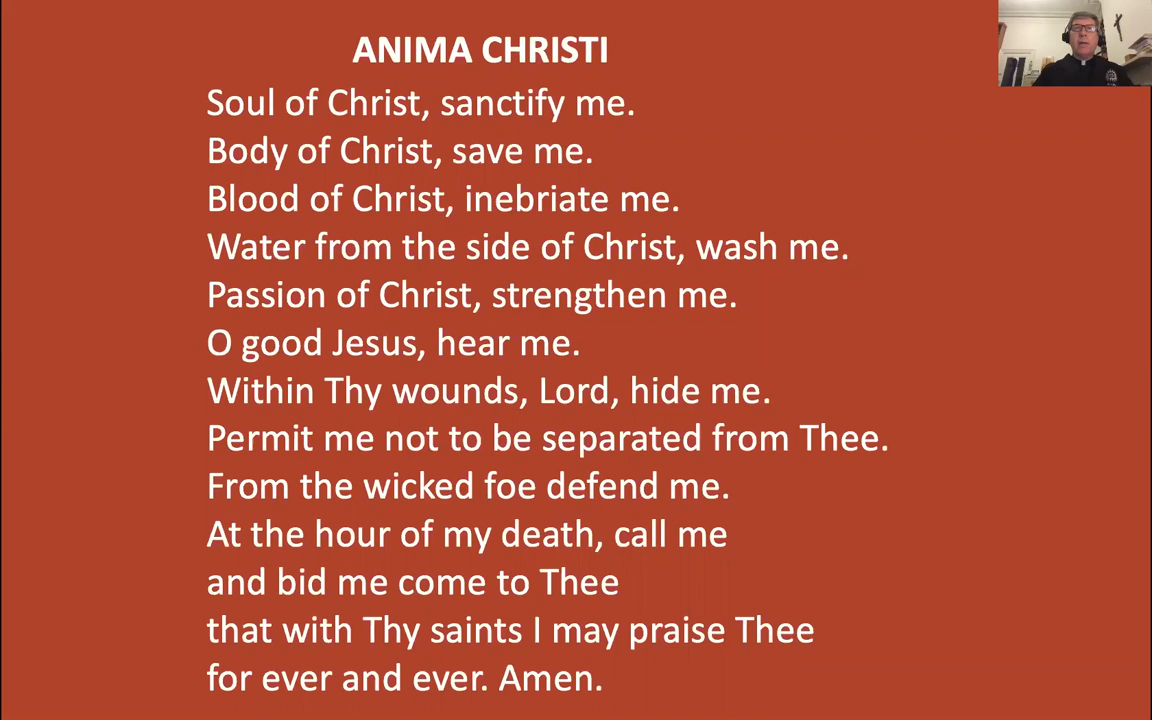 ANIMA CHRISTI
Soul of Christ, sanctify me.
Body of Christ, save me.
Blood of Christ, inebriate me.
Water from the side of Christ, wash me.
Passion of Christ, strengthen me.
O good Jesus, hear me.
Within Thy wounds, Lord, hide me.
Permit me not to be separated from Thee.
From the wicked foe defend me.
At the hour of my death, call me
and bid me come to Thee
that with Thy saints I may praise Thee
for ever and ever. Amen.